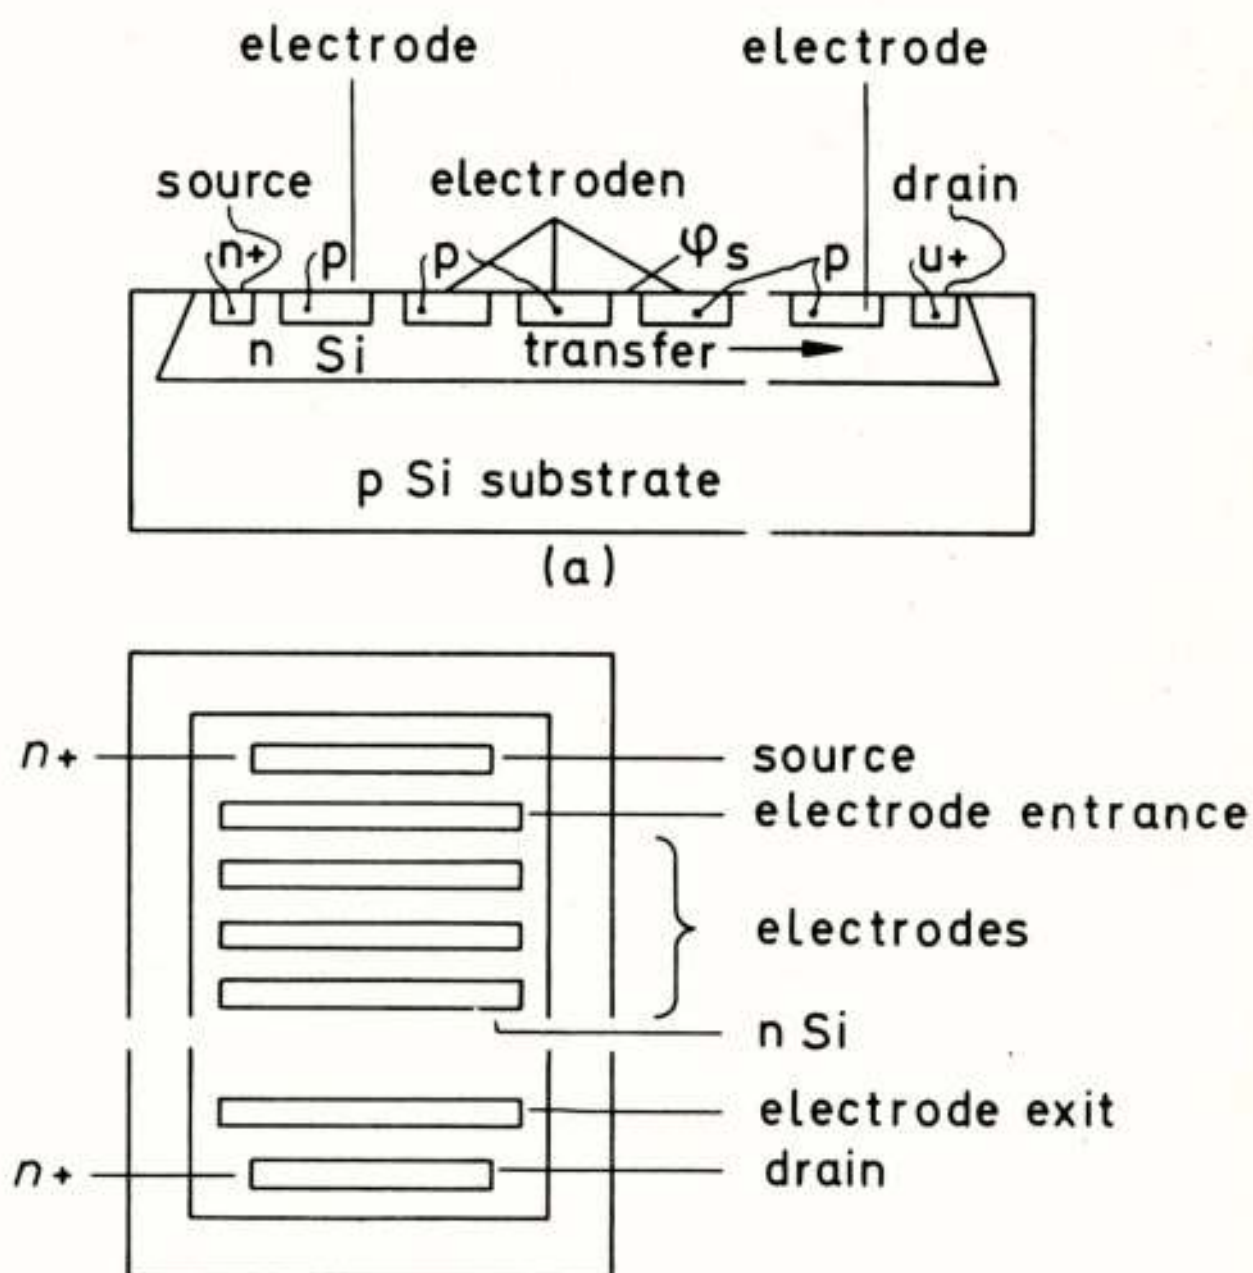 electrode electrode
source electroden drain
n+ p p φs p u+
n Si transfer
p Si substrate
(a)
n+ source
electrode entrance
electrodes
n Si
electrode exit
n+ drain